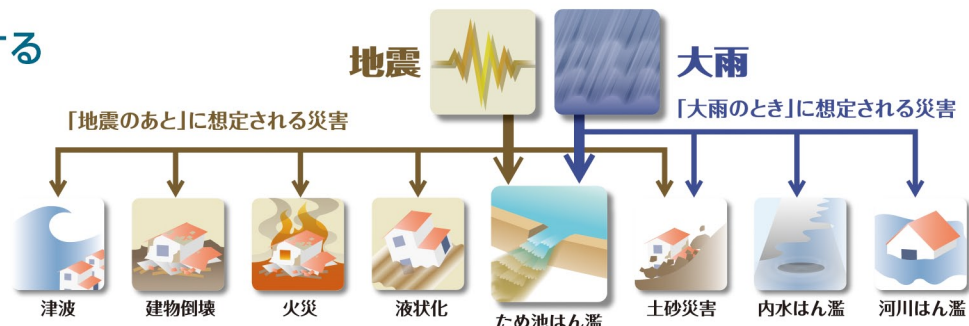 する
地震
大雨
「地震のあと」に想定される災害
「大雨のとき」に想定される災害
津波
建物倒壊
火災
液状化
ため池はん濫
土砂災害
内水はん濫
河川はん濫